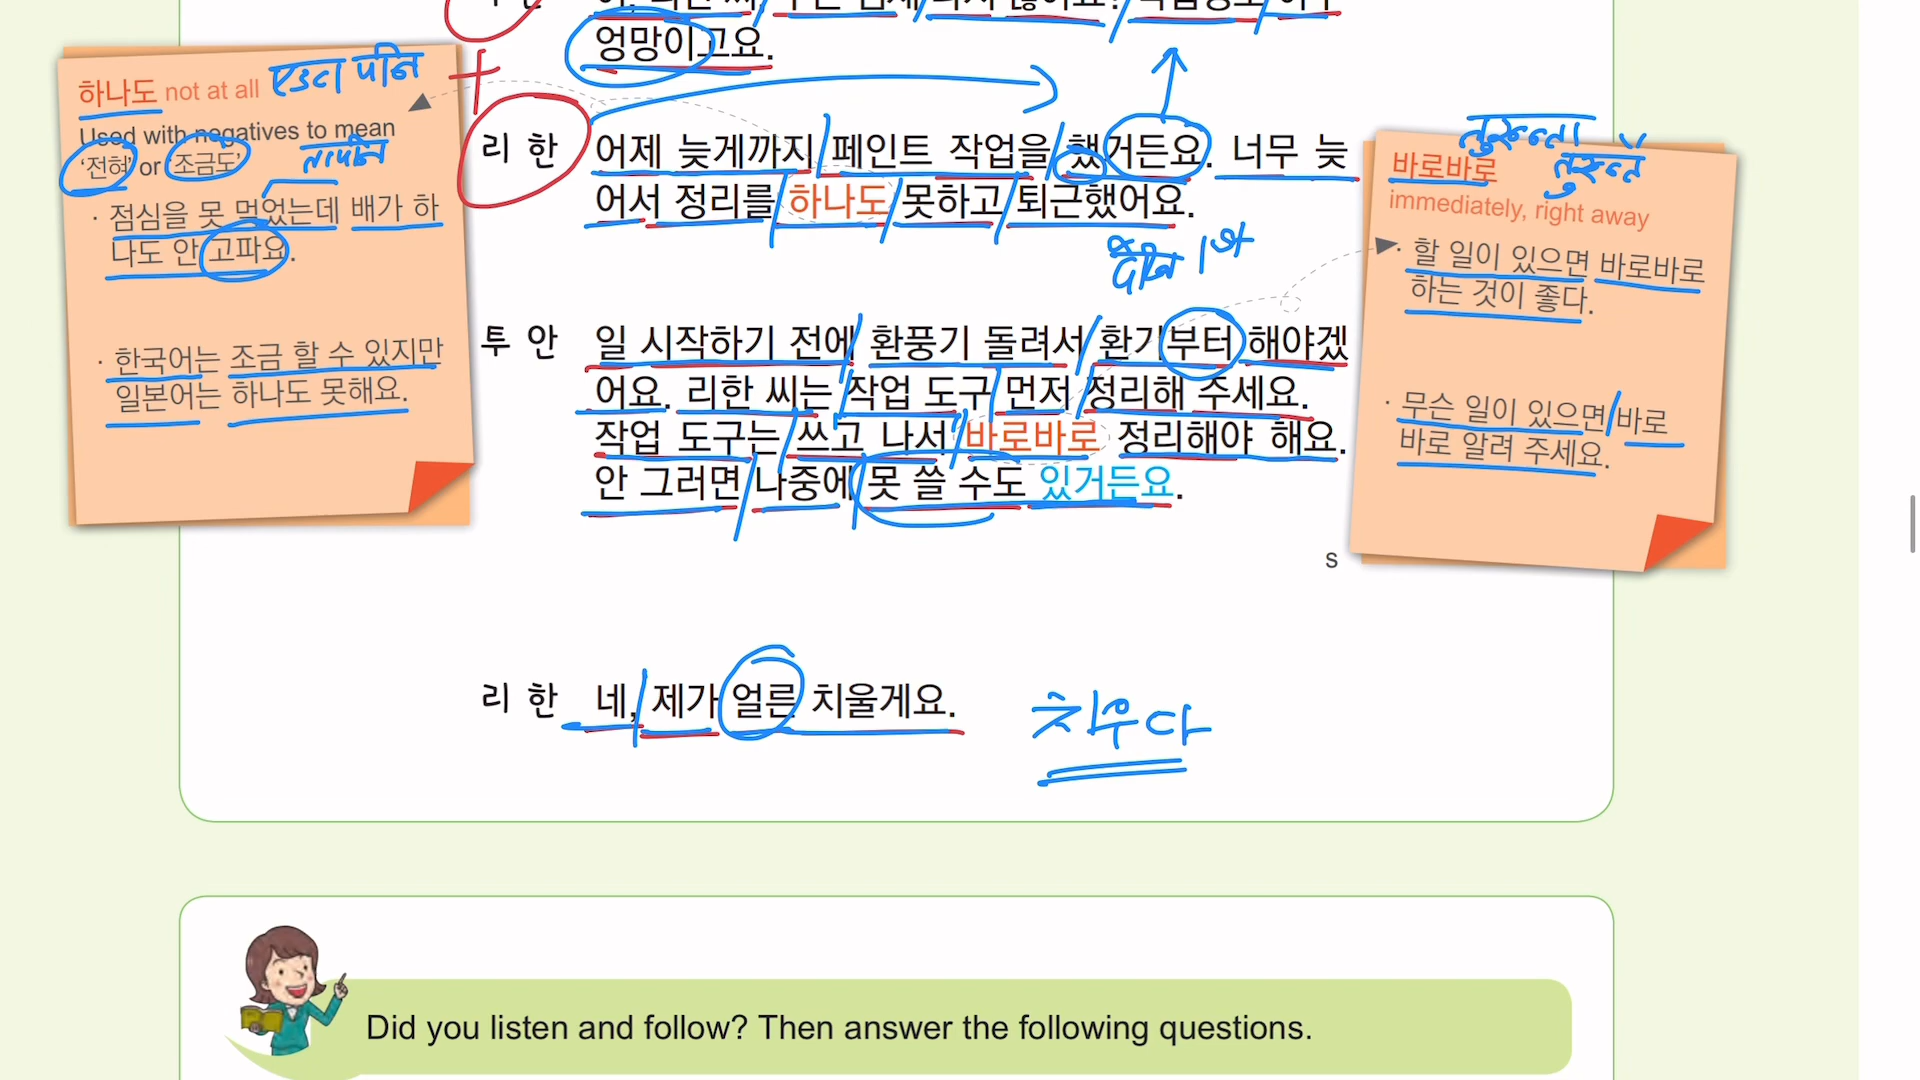 엉망이고요.
하나도 not at all एउटा पनि
Used with negatives to mean
‘전혀’ or ‘조금도’
· 점심을 못 먹었는데 배가 하
나도 안 고파요.
· 한국어는 조금 할 수 있지만
일본어는 하나도 못해요.
리 한 어제 늦게까지 페인트 작업을 했거든요. 너무 늦
어서 정리를 하나도 못하고 퇴근했어요.
투 안 일 시작하기 전에 환풍기 돌려서 환기부터 해야겠
어요. 리한 씨는 작업 도구 먼저 정리해 주세요.
작업 도구는 쓰고 나서 바로바로 정리해야 해요.
안 그러면 나중에 못 쓸 수도 있거든요.
s
리 한 네, 제가 얼른 치울게요.
치우다
तुरुन्त
바로바로
immediately, right away
· 할 일이 있으면 바로바로
하는 것이 좋다.
· 무슨 일이 있으면 바로
바로 알려 주세요.
Did you listen and follow? Then answer the following questions.